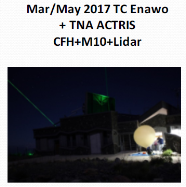 Mar/May 2017 TC Enawo
+ TNA ACTRIS
CFH+M10+Lidar